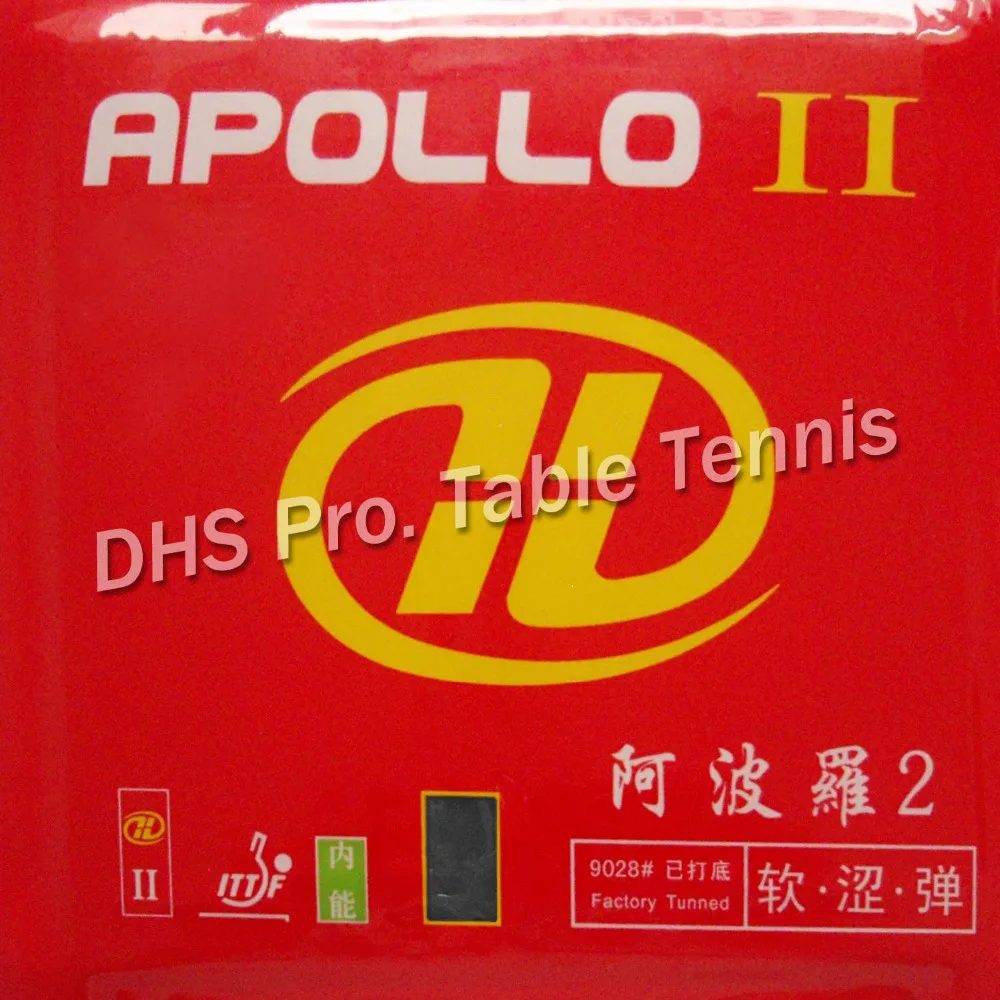 APOLLO II
DHS Pro. Table Tennis
阿波羅2
II
ITTF
内能
9028# 已打底
Factory Tunned
软·涩·弹